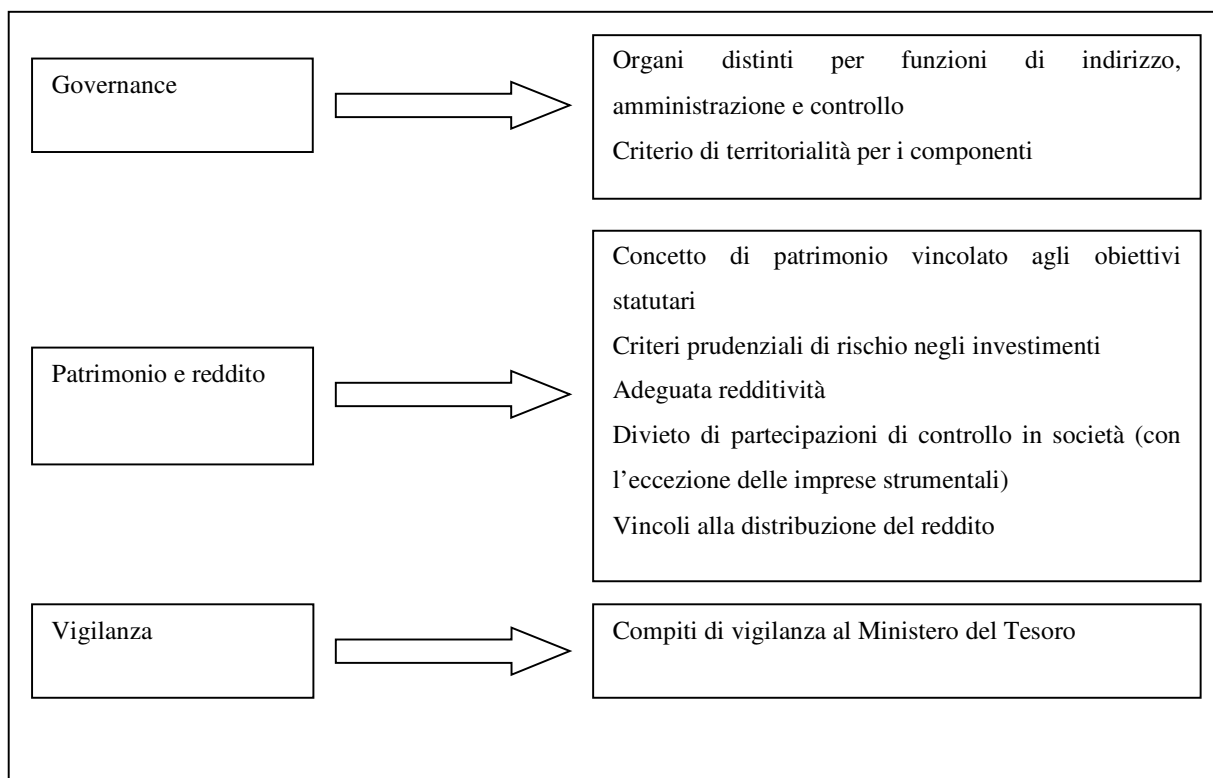 Governance
Organi distinti per funzioni di indirizzo,
amministrazione e controllo
Criterio di territorialità per i componenti
Patrimonio e reddito
Concetto di patrimonio vincolato agli obiettivi
statutari
Criteri prudenziali di rischio negli investimenti
Adeguata redditività
Divieto di partecipazioni di controllo in società (con
l'eccezione delle imprese strumentali)
Vincoli alla distribuzione del reddito
Vigilanza
Compiti di vigilanza al Ministero del Tesoro